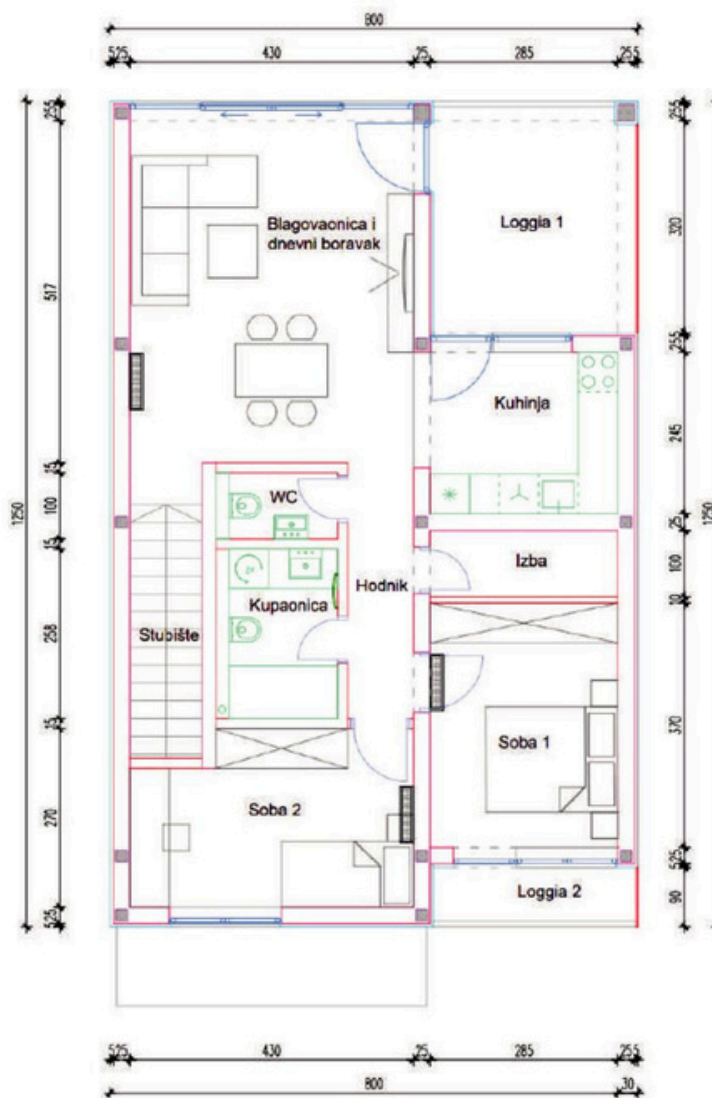 800
525 430 25 285 255
Blagovaonica i
dnevni boravak
Loggia 1
Kuhinja
WC
Izba
Hodnik
Kupaonica
Stubište
Soba 1
Soba 2
Loggia 2
1250
255
517
15
100
15
258
15
270
525
255
320
255
245
25
100
10
370
525
90
1250
525 430 25 285 255
800 30